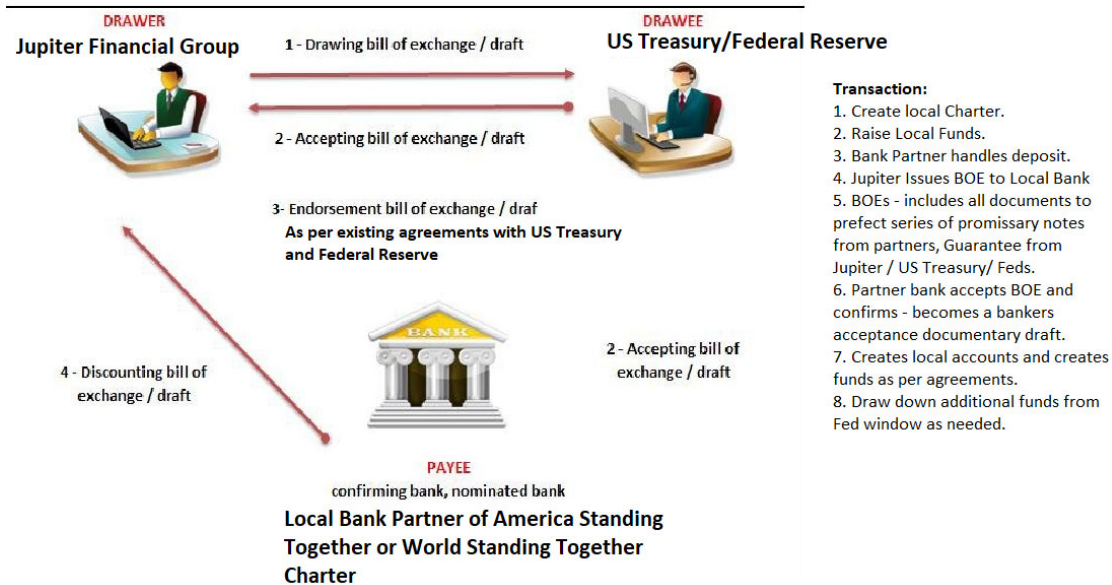 DRAWER
Jupiter Financial Group
1 - Drawing bill of exchange / draft
DRAWEE
US Treasury/Federal Reserve
2 - Accepting bill of exchange / draft
3- Endorsement bill of exchange / draf
As per existing agreements with US Treasury
and Federal Reserve
BANK
4 - Discounting bill of
exchange / draft
2 - Accepting bill of
exchange / draft
PAYEE
confirming bank, nominated bank
Local Bank Partner of America Standing
Together or World Standing Together
Charter
Transaction:
1. Create local Charter.
2. Raise Local Funds.
3. Bank Partner handles deposit.
4. Jupiter Issues BOE to Local Bank
5. BOEs - includes all documents to
prefect series of promissary notes
from partners, Guarantee from
Jupiter / US Treasury/ Feds.
6. Partner bank accepts BOE and
confirms - becomes a bankers
acceptance documentary draft.
7. Creates local accounts and creates
funds as per agreements.
8. Draw down additional funds from
Fed window as needed.